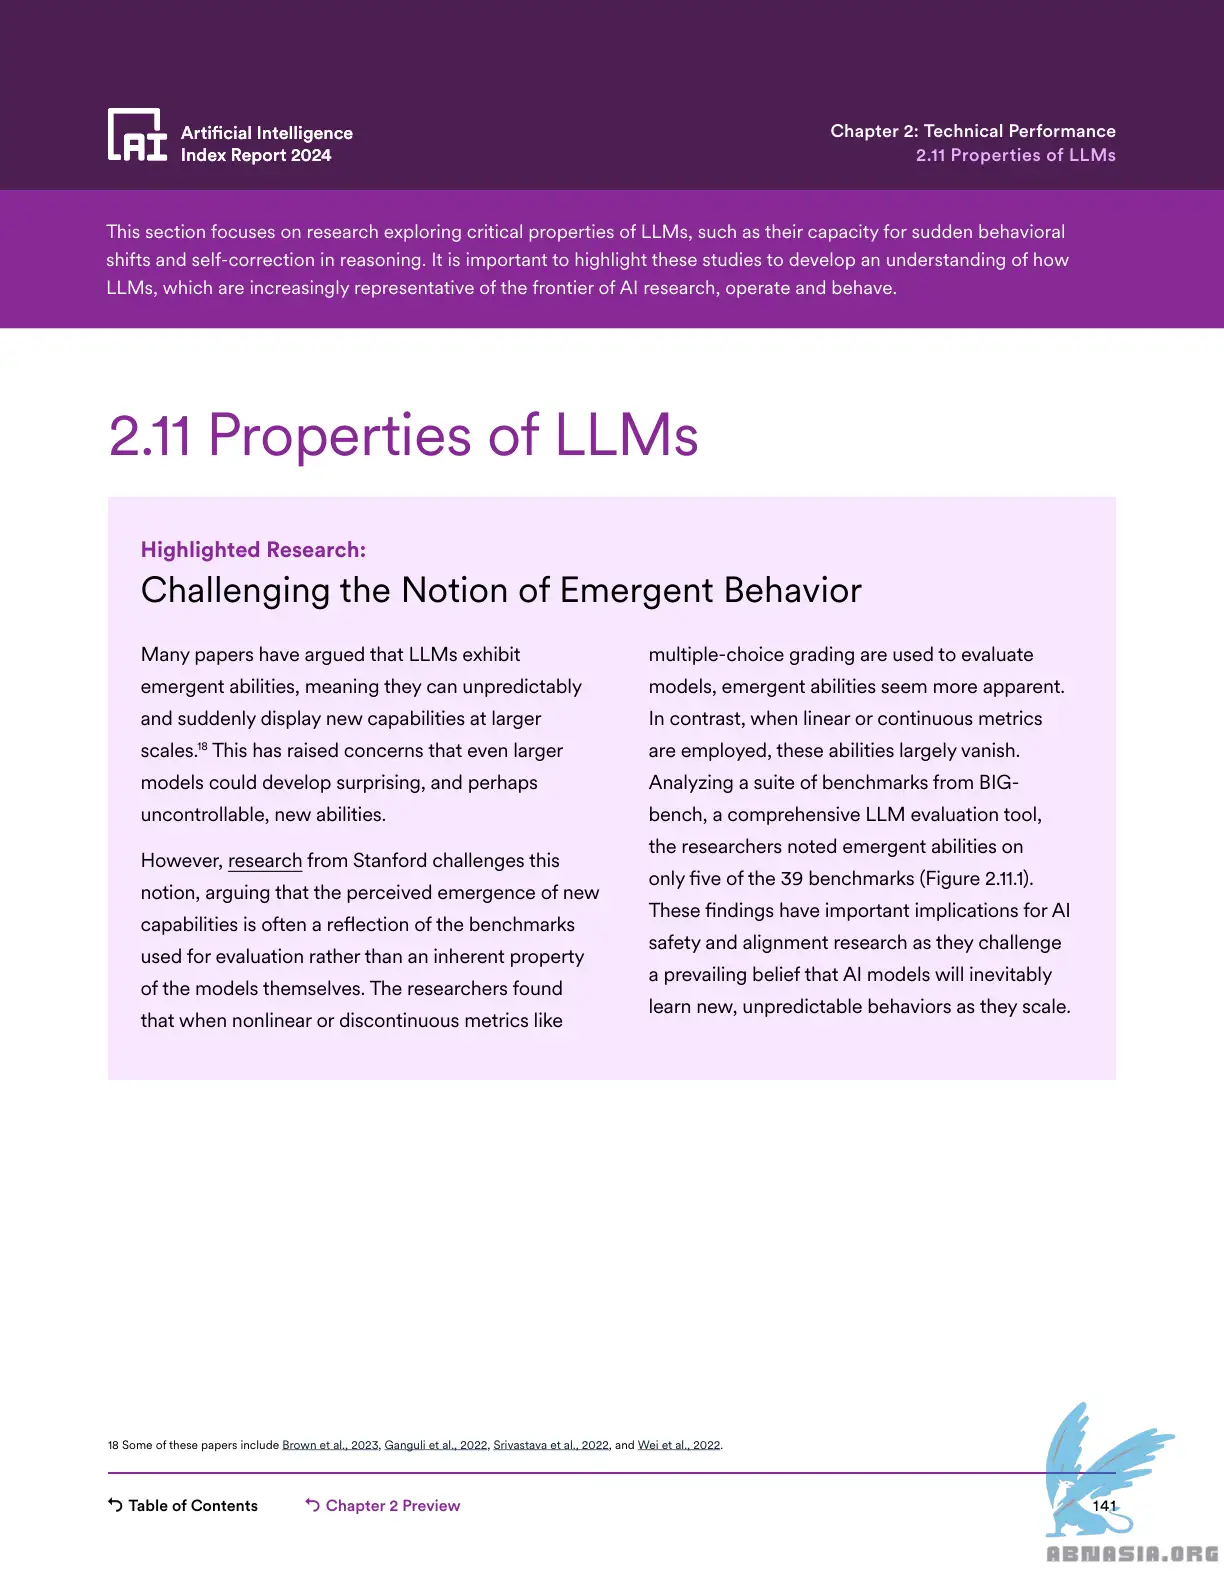 Artificial Intelligence
Index Report 2024
Chapter 2: Technical Performance
2.11 Properties of LLMs
This section focuses on research exploring critical properties of LLMs, such as their capacity for sudden behavioral
shifts and self-correction in reasoning. It is important to highlight these studies to develop an understanding of how
LLMs, which are increasingly representative of the frontier of AI research, operate and behave.
2.11 Properties of LLMs
Highlighted Research:
Challenging the Notion of Emergent Behavior
Many papers have argued that LLMs exhibit
emergent abilities, meaning they can unpredictably
and suddenly display new capabilities at larger
scales.18 This has raised concerns that even larger
models could develop surprising, and perhaps
uncontrollable, new abilities.
However, research from Stanford challenges this
notion, arguing that the perceived emergence of new
capabilities is often a reflection of the benchmarks
used for evaluation rather than an inherent property
of the models themselves. The researchers found
that when nonlinear or discontinuous metrics like
multiple-choice grading are used to evaluate
models, emergent abilities seem more apparent.
In contrast, when linear or continuous metrics
are employed, these abilities largely vanish.
Analyzing a suite of benchmarks from BIG-
bench, a comprehensive LLM evaluation tool,
the researchers noted emergent abilities on
only five of the 39 benchmarks (Figure 2.11.1).
These findings have important implications for AI
safety and alignment research as they challenge
a prevailing belief that AI models will inevitably
learn new, unpredictable behaviors as they scale.
18 Some of these papers include Brown et al., 2023, Ganguli et al., 2022, Srivastava et al., 2022, and Wei et al., 2022.
Table of Contents
Chapter 2 Preview
141
ABNASIA.ORG